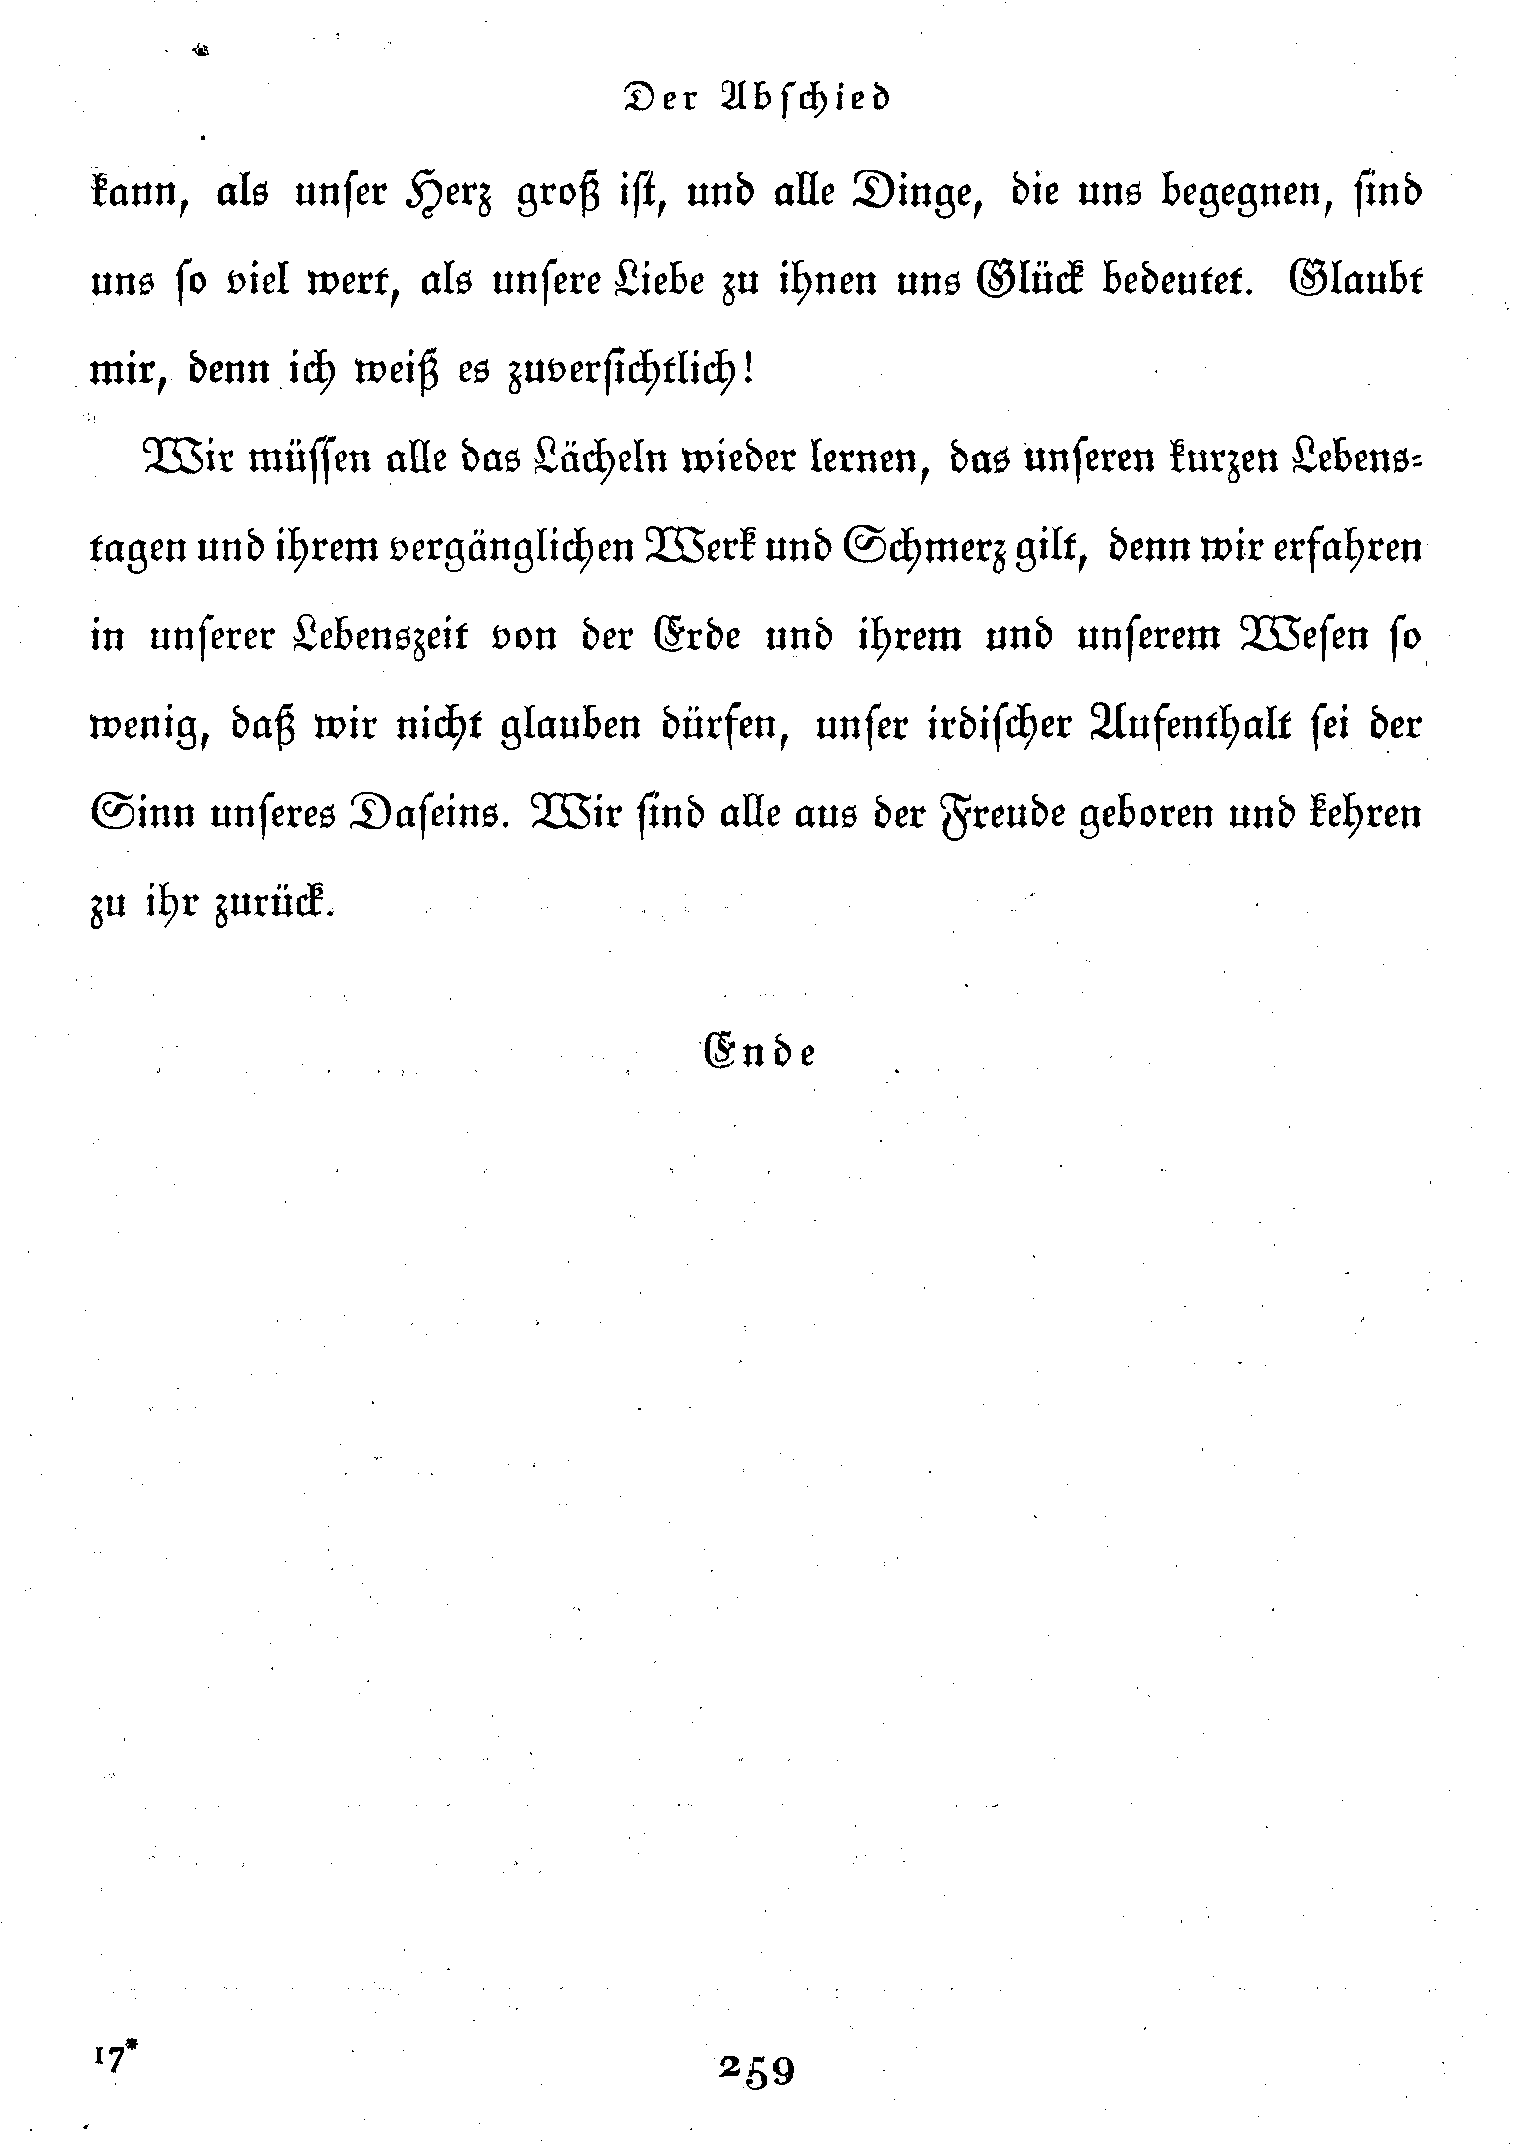 Der Abschied
kann, als unser Herz groß ist, und alle Dinge, die uns begegnen, sind
uns so viel wert, als unsere Liebe zu ihnen uns Glück bedeutet. Glaubt
mir, denn ich weiß es zuversichtlich!
Wir müssen alle das Lächeln wieder lernen, das unseren kurzen Lebens-
tagen und ihrem vergänglichen Werk und Schmerz gilt, denn wir erfahren
in unserer Lebenszeit von der Erde und ihrem und unserem Wesen so
wenig, daß wir nicht glauben dürfen, unser irdischer Aufenthalt sei der
Sinn unseres Daseins. Wir sind alle aus der Freude geboren und kehren
zu ihr zurück.
Ende
17*
259